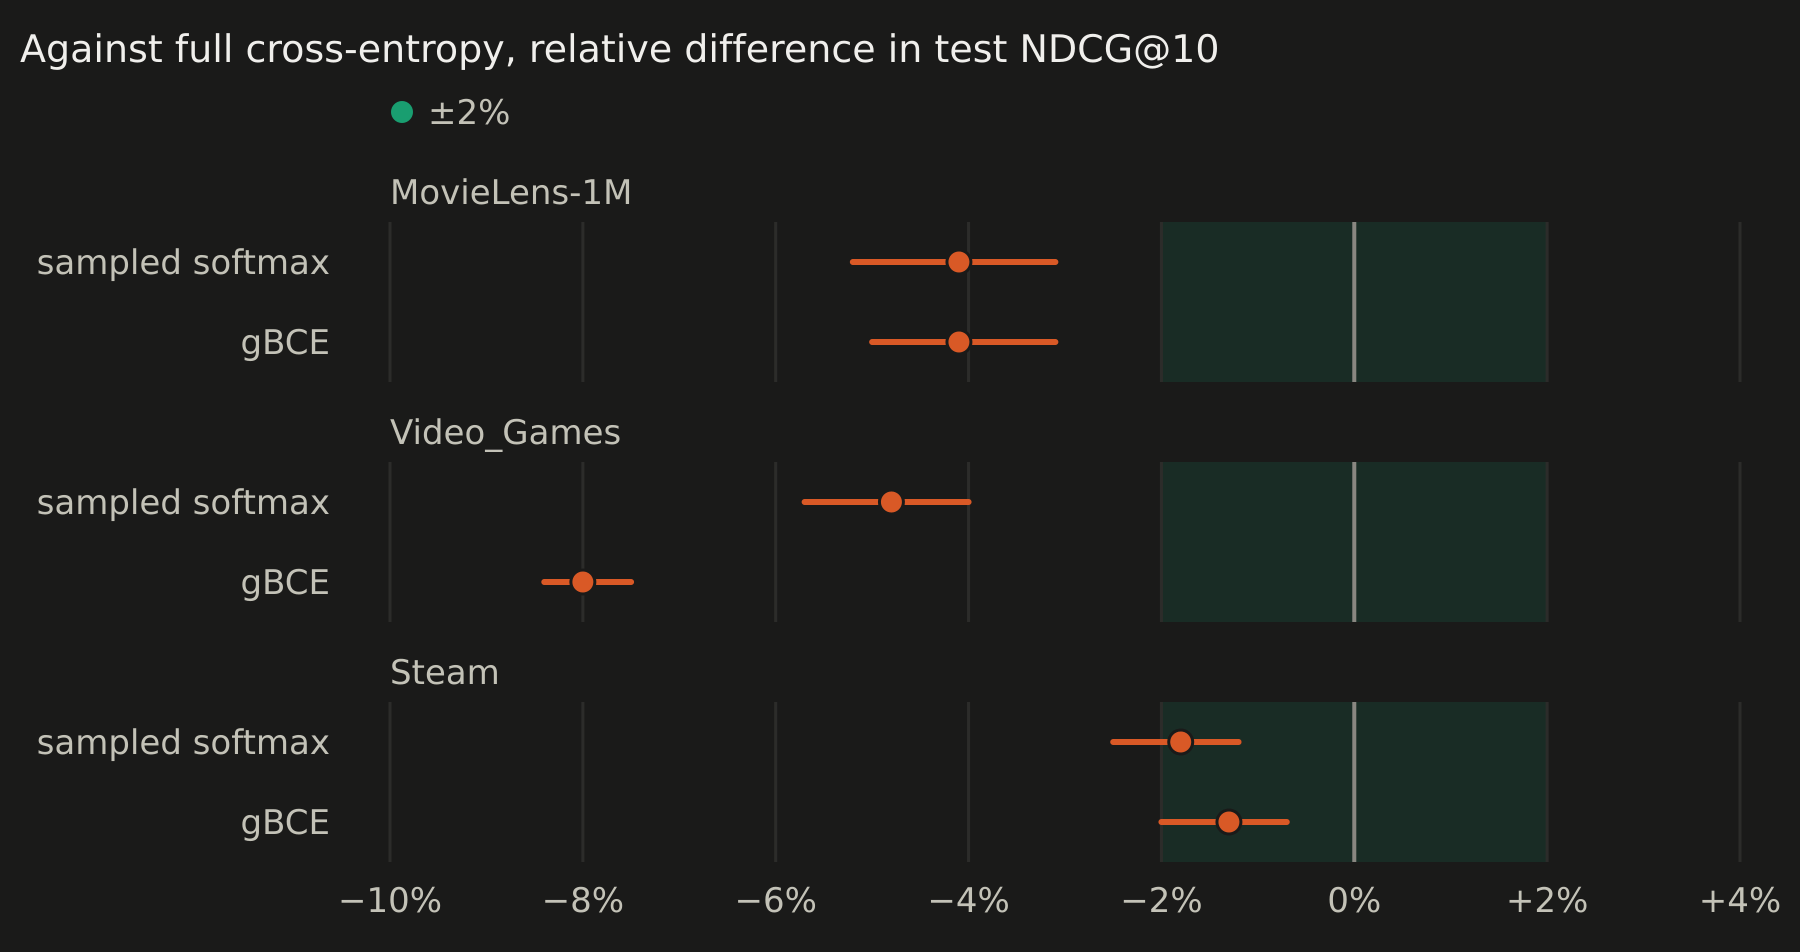 Against full cross-entropy, relative difference in test NDCG@10
±2%
MovieLens-1M
sampled softmax
gBCE
Video_Games
sampled softmax
gBCE
Steam
sampled softmax
gBCE
−10% −8% −6% −4% −2% 0% +2% +4%